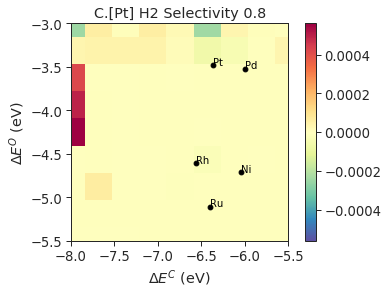 C.[Pt] H2 Selectivity 0.8
−3.0
−3.5
−4.0
−4.5
−5.0
−5.5
ΔE^O (eV)
Pt
Pd
Rh
Ni
Ru
−8.0 −7.5 −7.0 −6.5 −6.0 −5.5
ΔE^C (eV)
0.0004
0.0002
0.0000
−0.0002
−0.0004